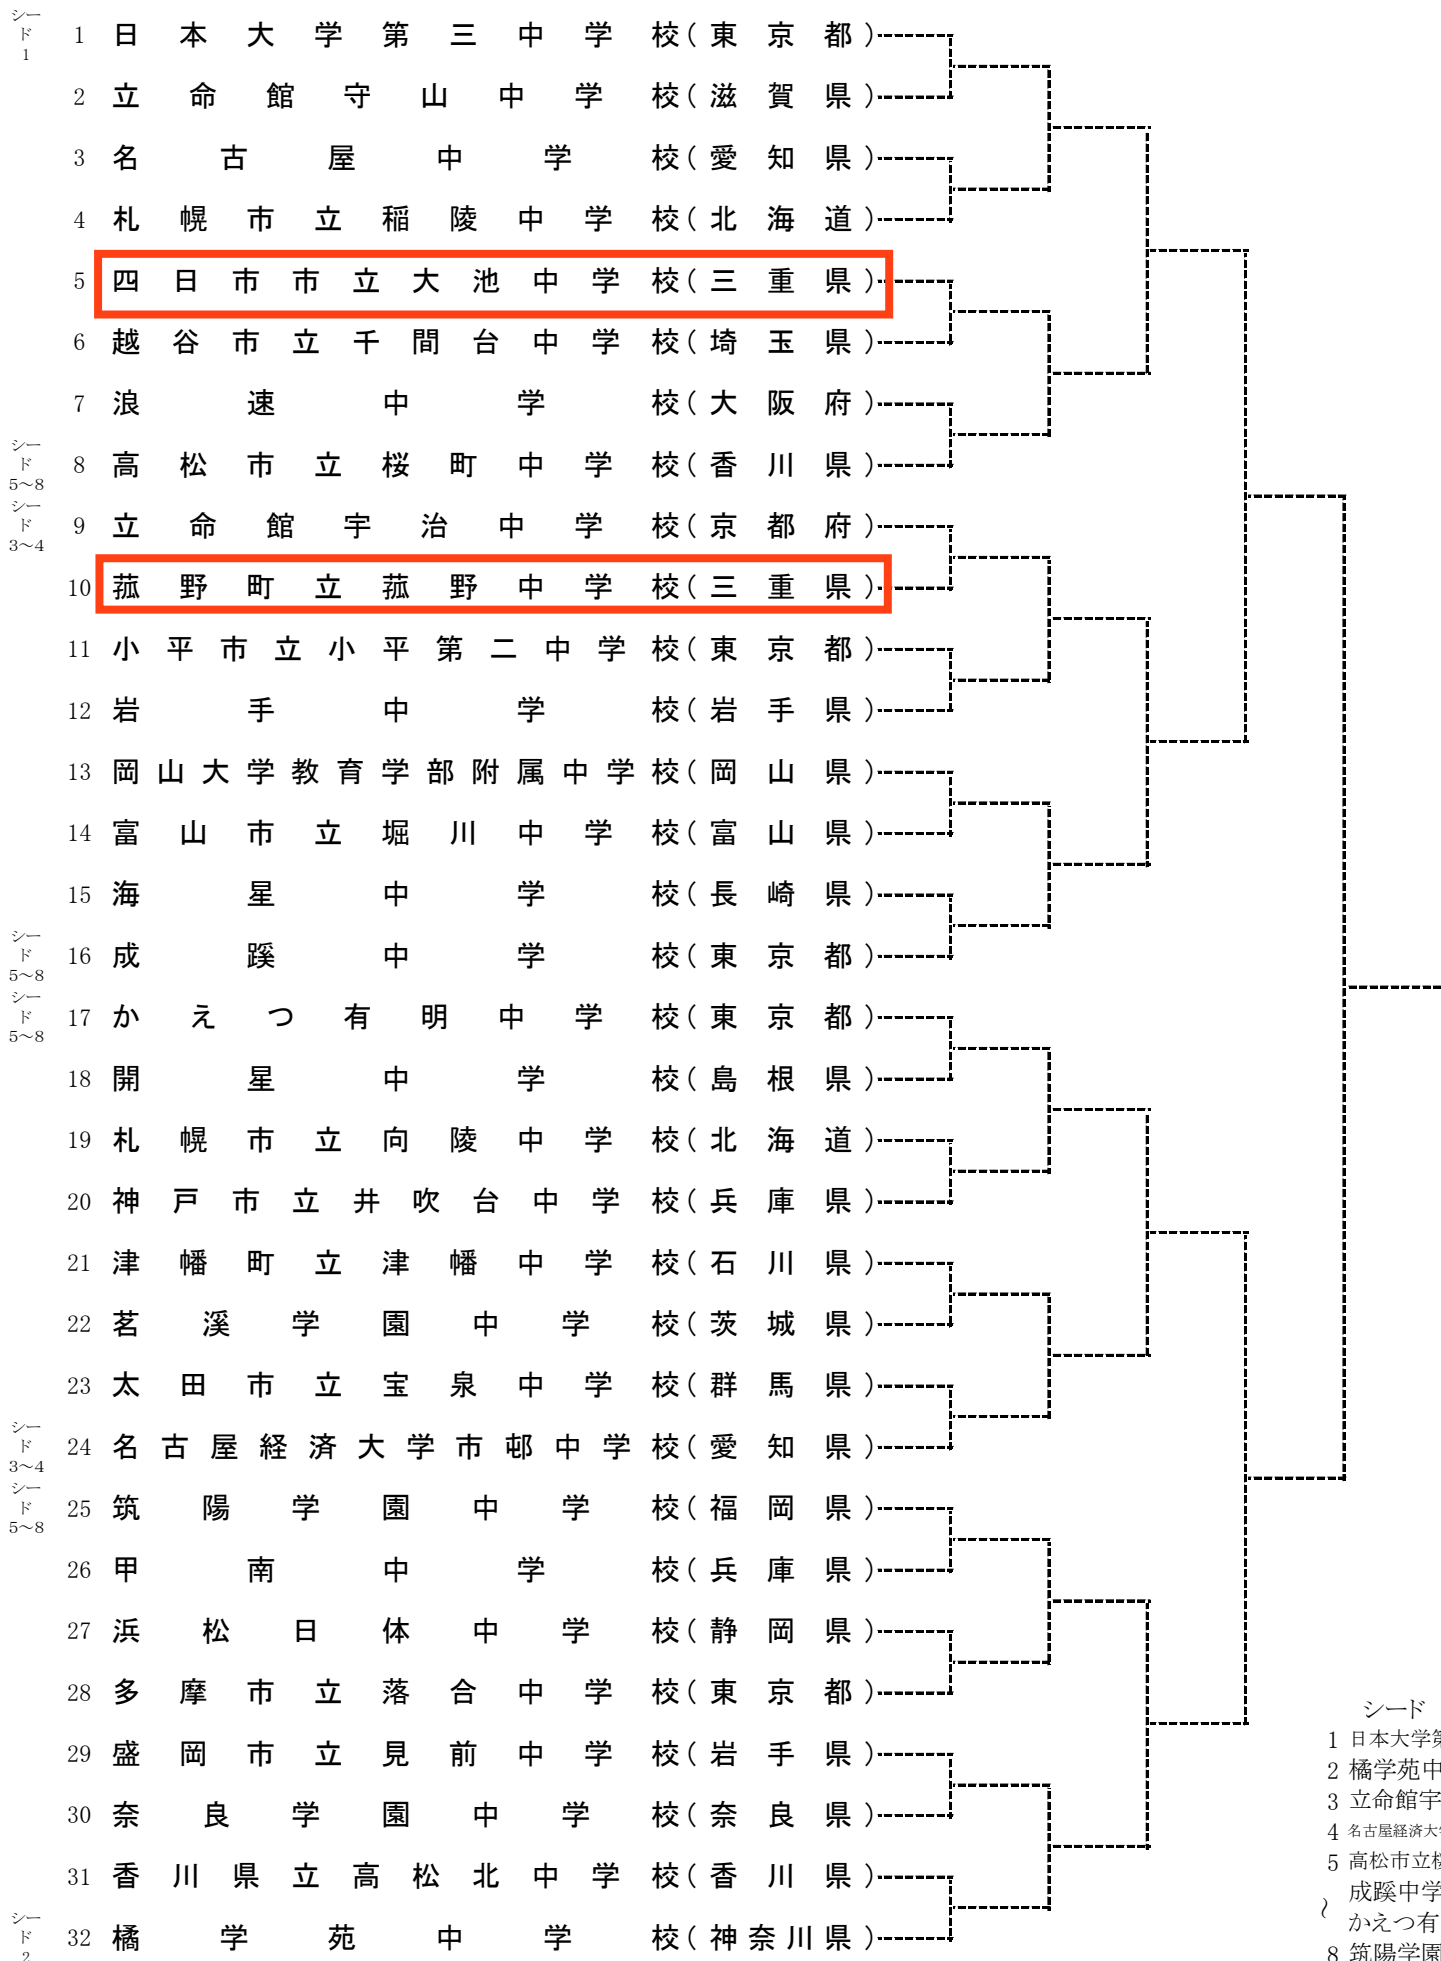 シード1 1 日本大学第三中学校(東京都)
2 立命館守山中学校(滋賀県)
3 名古屋中学校(愛知県)
4 札幌市立稲陵中学校(北海道)
5 四日市市立大池中学校(三重県)
6 越谷市立千間台中学校(埼玉県)
7 浪速中学校(大阪府)
シード5~8 8 高松市立桜町中学校(香川県)
シード3~4 9 立命館宇治中学校(京都府)
10 菰野町立菰野中学校(三重県)
11 小平市立小平第二中学校(東京都)
12 岩手中学校(岩手県)
13 岡山大学教育学部附属中学校(岡山県)
14 富山市立堀川中学校(富山県)
15 海星中学校(長崎県)
シード5~8 16 成蹊中学校(東京都)
シード5~8 17 かえつ有明中学校(東京都)
18 開星中学校(島根県)
19 札幌市立向陵中学校(北海道)
20 神戸市立井吹台中学校(兵庫県)
21 津幡町立津幡中学校(石川県)
22 茗溪学園中学校(茨城県)
23 太田市立宝泉中学校(群馬県)
シード3~4 24 名古屋経済大学市邨中学校(愛知県)
シード5~8 25 筑陽学園中学校(福岡県)
26 甲南中学校(兵庫県)
27 浜松日体中学校(静岡県)
28 多摩市立落合中学校(東京都)
29 盛岡市立見前中学校(岩手県)
30 奈良学園中学校(奈良県)
31 香川県立高松北中学校(香川県)
シード2 32 橘学苑中学校(神奈川県)
シード
1 日本大学第
2 橘学苑中
3 立命館宇
4 名古屋経済大
5 高松市立
成蹊中学
~ かえつ有
8 筑陽学園